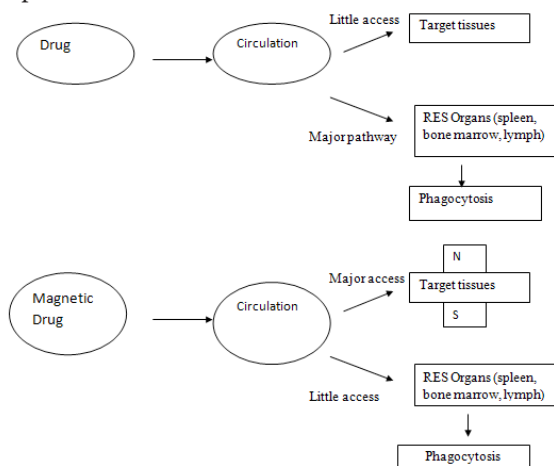 Drug
Circulation
Little access
Target tissues
Major pathway
RES Organs (spleen,
bone marrow, lymph)
Phagocytosis
Magnetic
Drug
Circulation
Major access
N
Target tissues
S
Little access
RES Organs (spleen,
bone marrow, lymph)
Phagocytosis